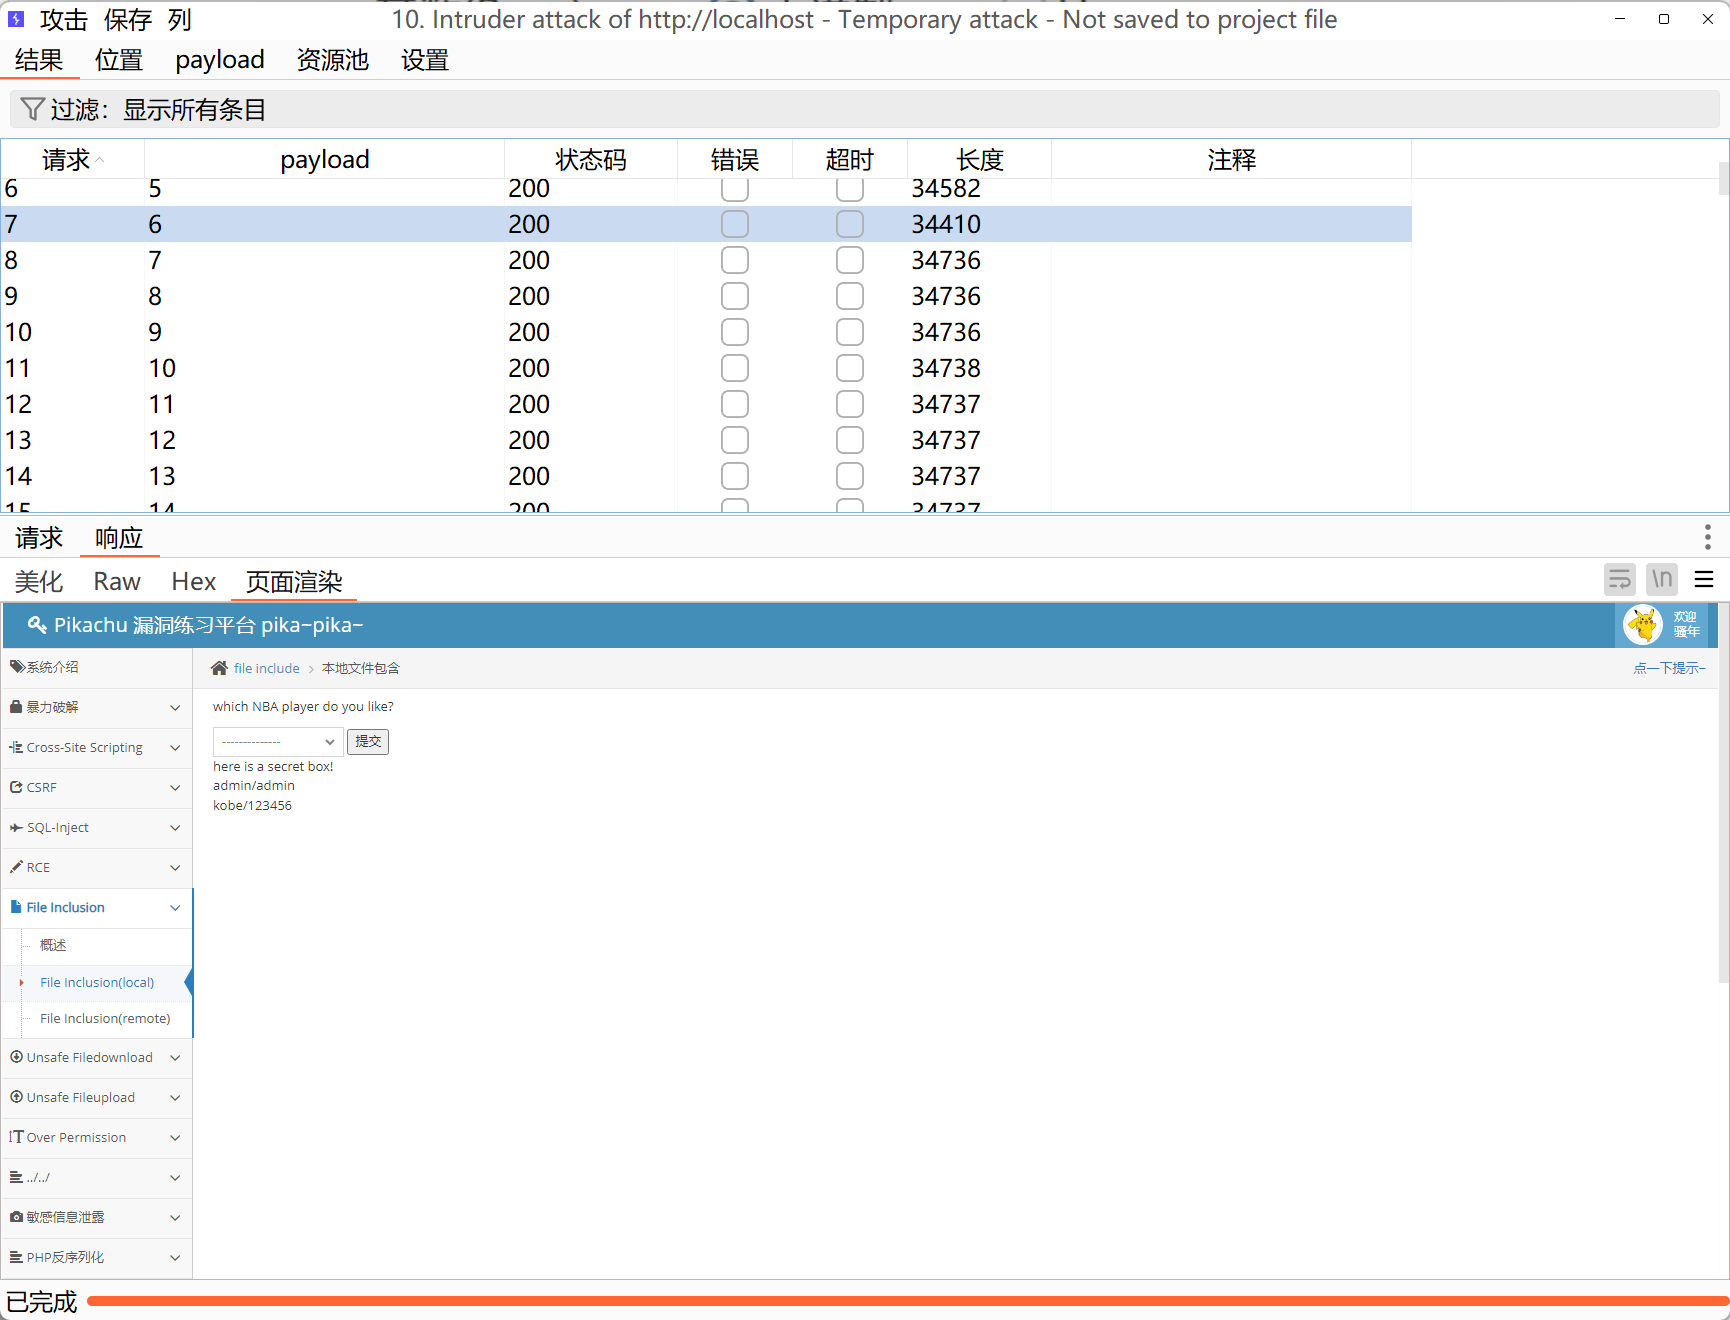 攻击 保存 列 10. Intruder attack of http://localhost - Temporary attack - Not saved to project file
结果 位置 payload 资源池 设置
过滤: 显示所有条目
请求 payload 状态码 错误 超时 长度 注释
6 5 200 34582
7 6 200 34410
8 7 200 34736
9 8 200 34736
10 9 200 34736
11 10 200 34738
12 11 200 34737
13 12 200 34737
14 13 200 34737
15 14 200 34737
请求 响应
美化 Raw Hex 页面渲染 \n
Pikachu 漏洞练习平台 pika~pika~
欢迎
骚年
系统介绍
暴力破解
Cross-Site Scripting
CSRF
SQL-Inject
RCE
File Inclusion
概述
File Inclusion(local)
File Inclusion(remote)
Unsafe Filedownload
Unsafe Fileupload
Over Permission
../../
敏感信息泄露
PHP反序列化
file include > 本地文件包含
点一下提示~
which NBA player do you like?
-------------- 提交
here is a secret box!
admin/admin
kobe/123456
已完成